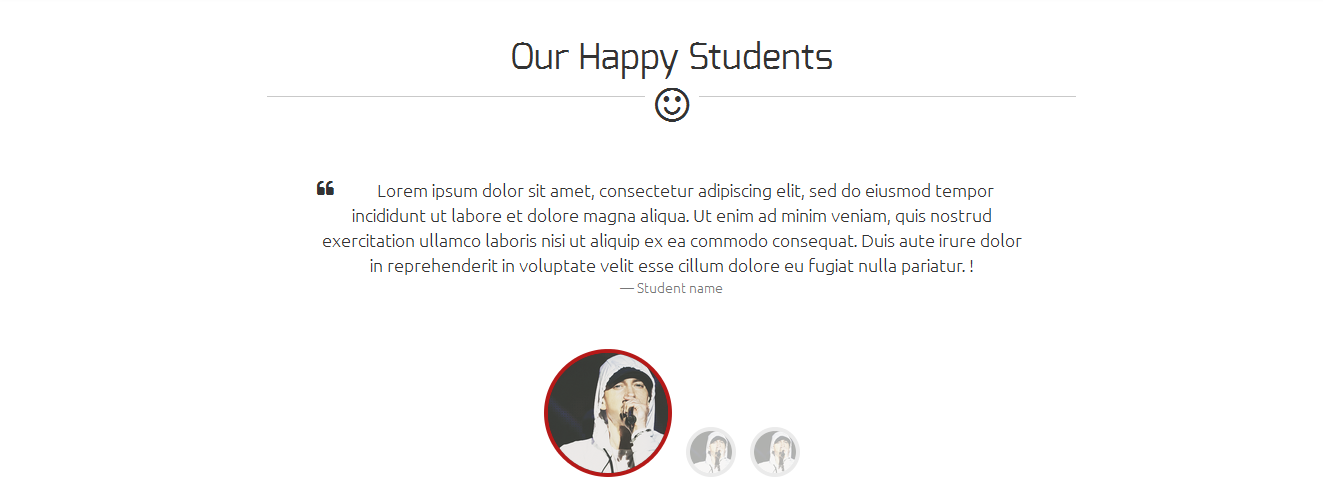 Our Happy Students
❝ Lorem ipsum dolor sit amet, consectetur adipiscing elit, sed do eiusmod tempor
incididunt ut labore et dolore magna aliqua. Ut enim ad minim veniam, quis nostrud
exercitation ullamco laboris nisi ut aliquip ex ea commodo consequat. Duis aute irure dolor
in reprehenderit in voluptate velit esse cillum dolore eu fugiat nulla pariatur. !
— Student name